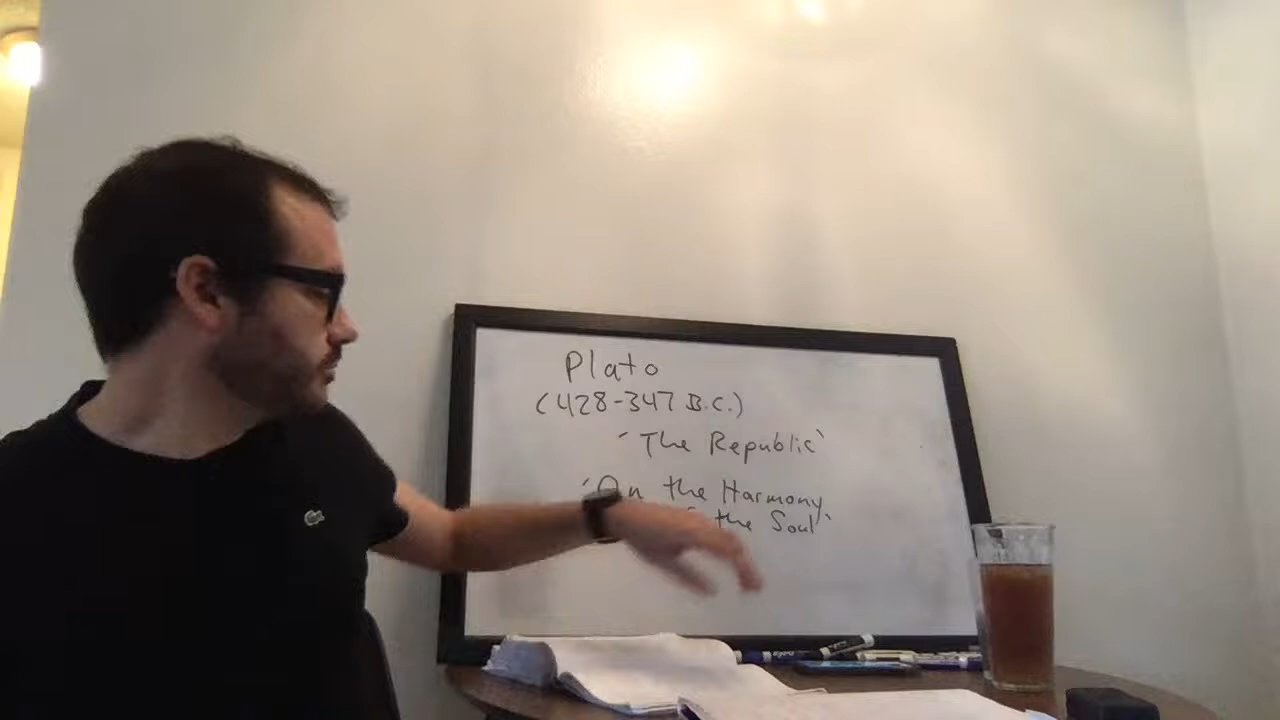 Plato
(428-347 B.C.)
'The Republic'
'On the Harmony
the Soul'